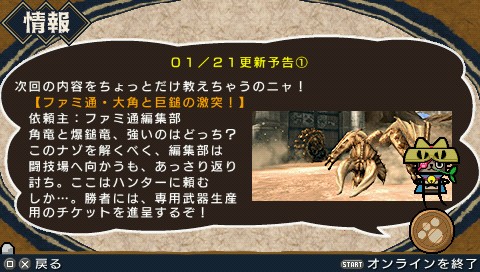 情報
01／21更新予告①
次回の内容をちょっとだけ教えちゃうのニャ！
【ファミ通・大角と巨鎚の激突！】
依頼主：ファミ通編集部
角竜と爆鎚竜、強いのはどっち？
このナゾを解くべく、編集部は
闘技場へ向かうも、あっさり返り
討ち。ここはハンターに頼む
しか…。勝者には、専用武器生産
用のチケットを進呈するぞ！
○×戻る
START オンラインを終了